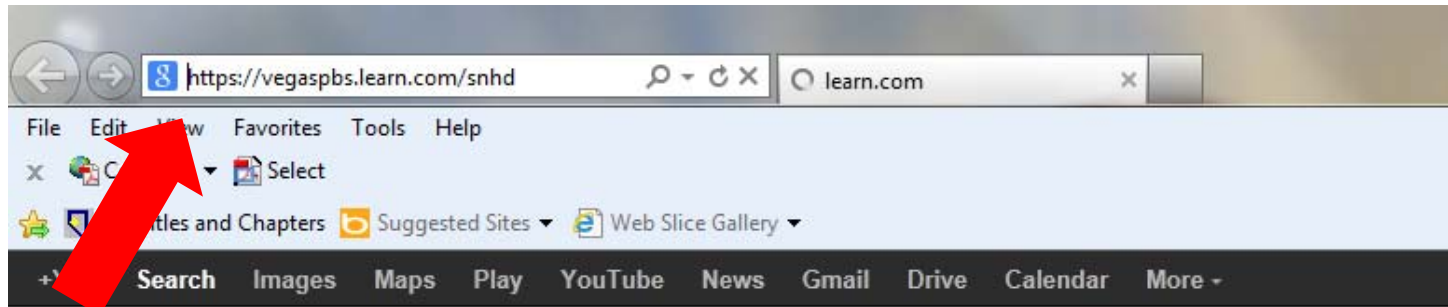 https://vegaspbs.learn.com/snhd learn.com
File Edit Favorites Tools Help
Select
and Chapters Suggested Sites Web Slice Gallery
Search Images Maps Play YouTube News Gmail Drive Calendar More